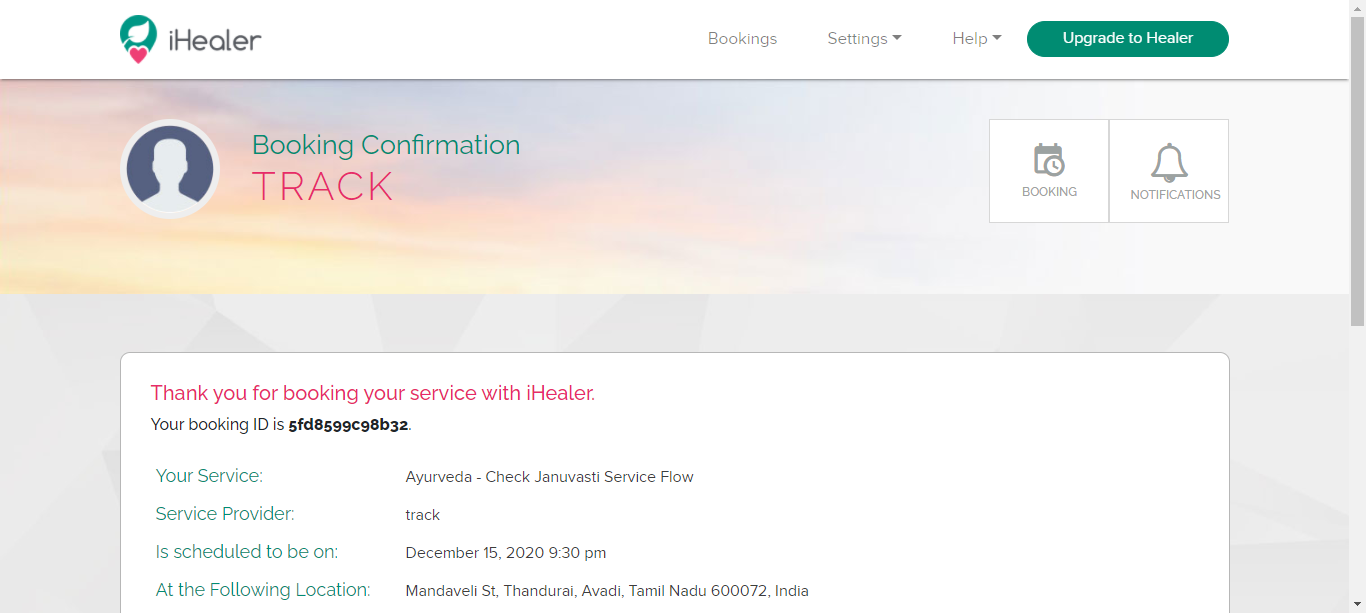 iHealer
Bookings Settings Help Upgrade to Healer
Booking Confirmation
TRACK
BOOKING NOTIFICATIONS
Thank you for booking your service with iHealer.
Your booking ID is 5fd8599c98b32.
Your Service: Ayurveda - Check Januvasti Service Flow
Service Provider: track
Is scheduled to be on: December 15, 2020 9:30 pm
At the Following Location: Mandaveli St, Thandurai, Avadi, Tamil Nadu 600072, India